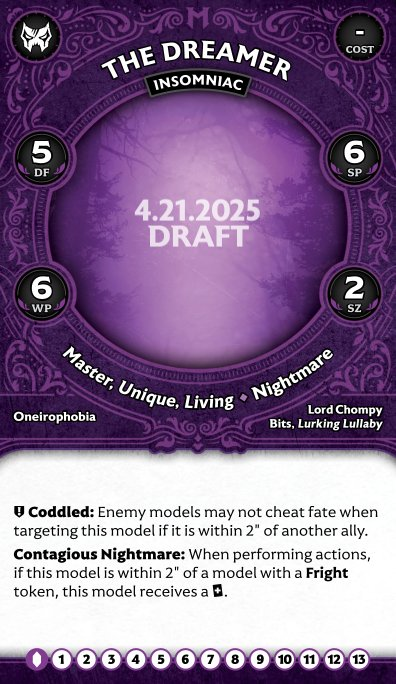 -
COST
THE DREAMER
INSOMNIAC
5
DF
6
SP
4.21.2025
DRAFT
6
WP
2
SZ
Master, Unique, Living ♦ Nightmare
Oneirophobia
Lord Chompy
Bits, Lurking Lullaby
Coddled: Enemy models may not cheat fate when
targeting this model if it is within 2" of another ally.
Contagious Nightmare: When performing actions,
if this model is within 2" of a model with a Fright
token, this model receives a .
1 2 3 4 5 6 7 8 9 10 11 12 13